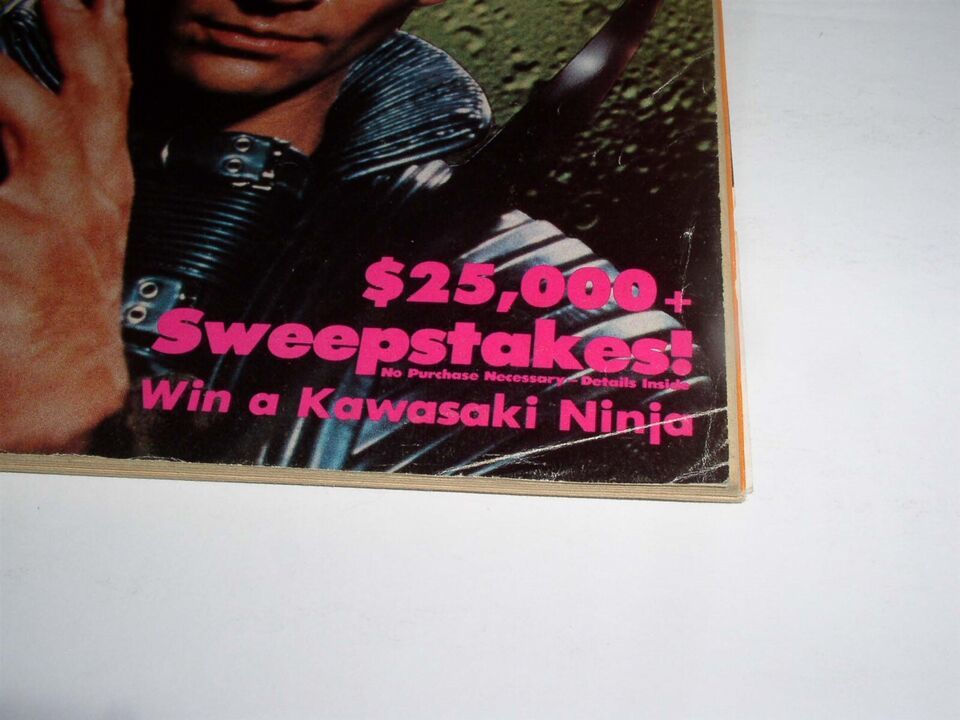 $25,000+
Sweepstakes!
No Purchase Necessary - Details Inside
Win a Kawasaki Ninja